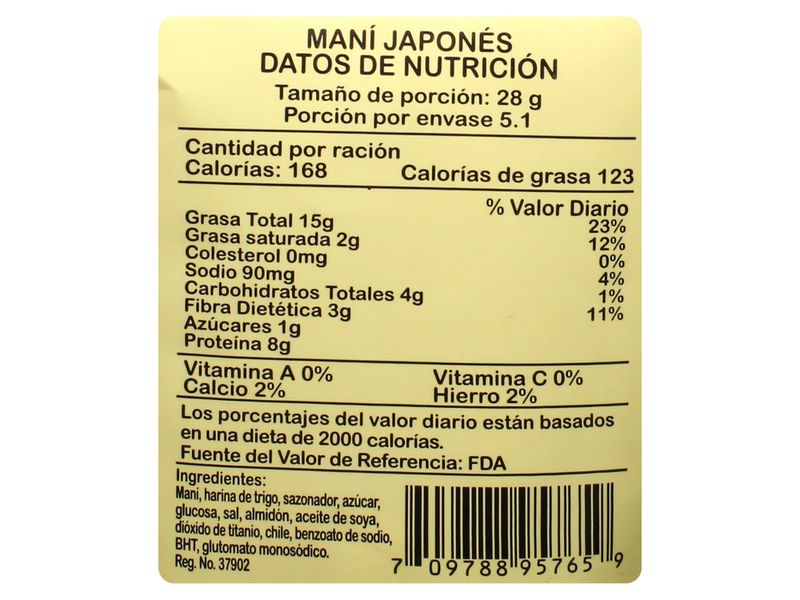 MANÍ JAPONÉS
DATOS DE NUTRICIÓN
Tamaño de porción: 28 g
Porción por envase 5.1
Cantidad por ración
Calorías: 168 Calorías de grasa 123
% Valor Diario
Grasa Total 15g 23%
Grasa saturada 2g 12%
Colesterol 0mg 0%
Sodio 90mg 4%
Carbohidratos Totales 4g 1%
Fibra Dietética 3g 11%
Azúcares 1g
Proteína 8g
Vitamina A 0% Vitamina C 0%
Calcio 2% Hierro 2%
Los porcentajes del valor diario están basados
en una dieta de 2000 calorías.
Fuente del Valor de Referencia: FDA
Ingredientes:
Maní, harina de trigo, sazonador, azúcar,
glucosa, sal, almidón, aceite de soya,
dióxido de titanio, chile, benzoato de sodio,
BHT, glutomato monosódico.
Reg. No. 37902
7 09788 95765 9